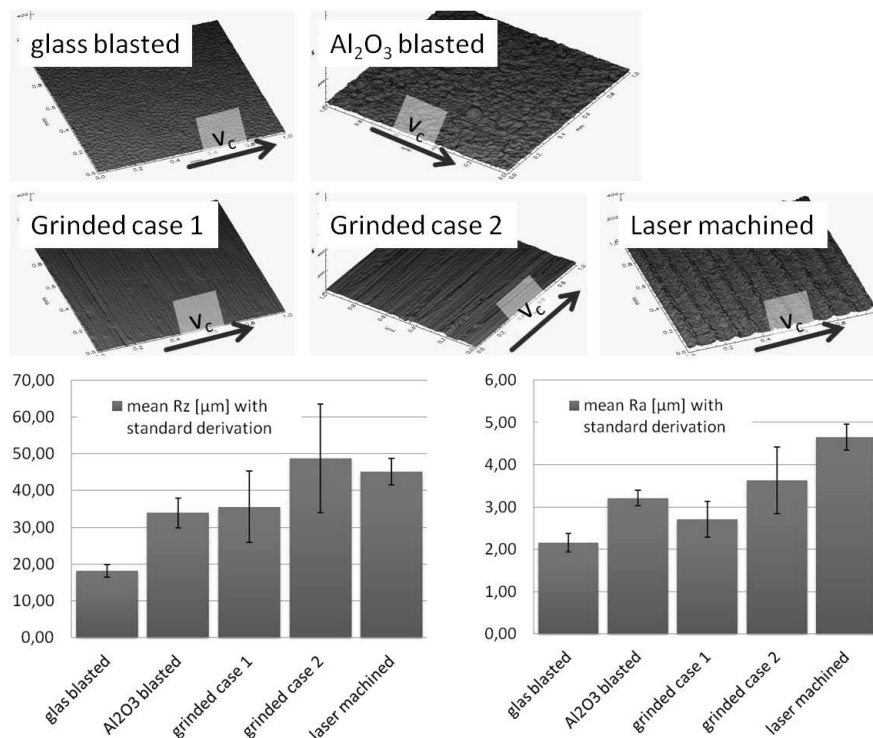 glass blasted
Al₂O₃ blasted
Vc
Vc
Grinded case 1
Grinded case 2
Laser machined
Vc
Vc
Vc
70,00
60,00
50,00
40,00
30,00
20,00
10,00
0,00
mean Rz [µm] with
standard derivation
glas blasted
Al2O3 blasted
grinded case 1
grinded case 2
laser machined
6,00
5,00
4,00
3,00
2,00
1,00
0,00
mean Ra [µm] with
standard derivation
glas blasted
Al2O3 blasted
grinded case 1
grinded case 2
laser machined